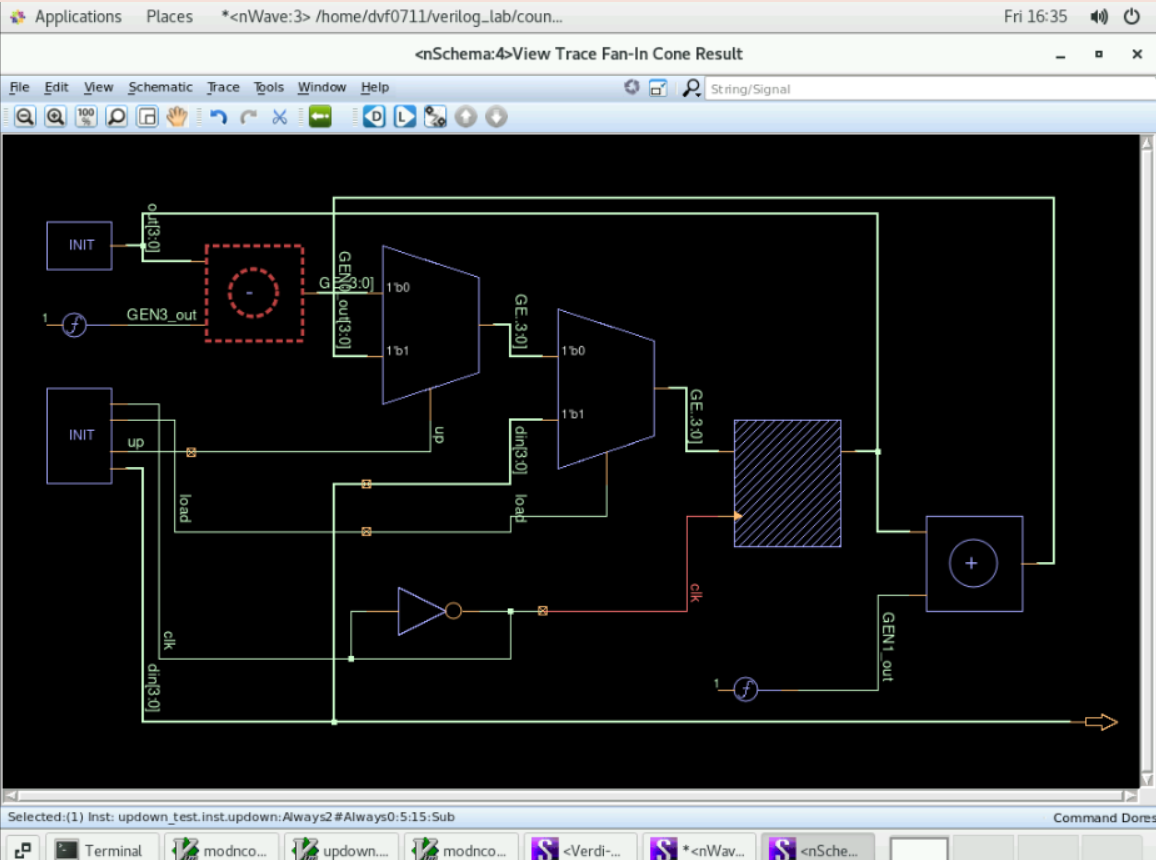 Applications Places *<nWave:3> /home/dvf0711/verilog_lab/coun... Fri 16:35
<nSchema:4>View Trace Fan-In Cone Result
File Edit View Schematic Trace Tools Window Help String/Signal
100 %
D L
out[3:0]
INIT
GEN0_out[3:0]
GE..3:0]
-
1'b0
GE..3:0]
1 f GEN3_out
1'b1
1'b0
GE..3:0]
1'b1
INIT
up
up
din[3:0]
load
load
clk
clk
din[3:0]
+
GEN1_out
1 f
Selected:(1) Inst: updown_test.inst.updown:Always2#Always0:5:15:Sub Command Dores
Terminal modnco... updown.... modnco... <Verdi-... *<nWav... <nSche...